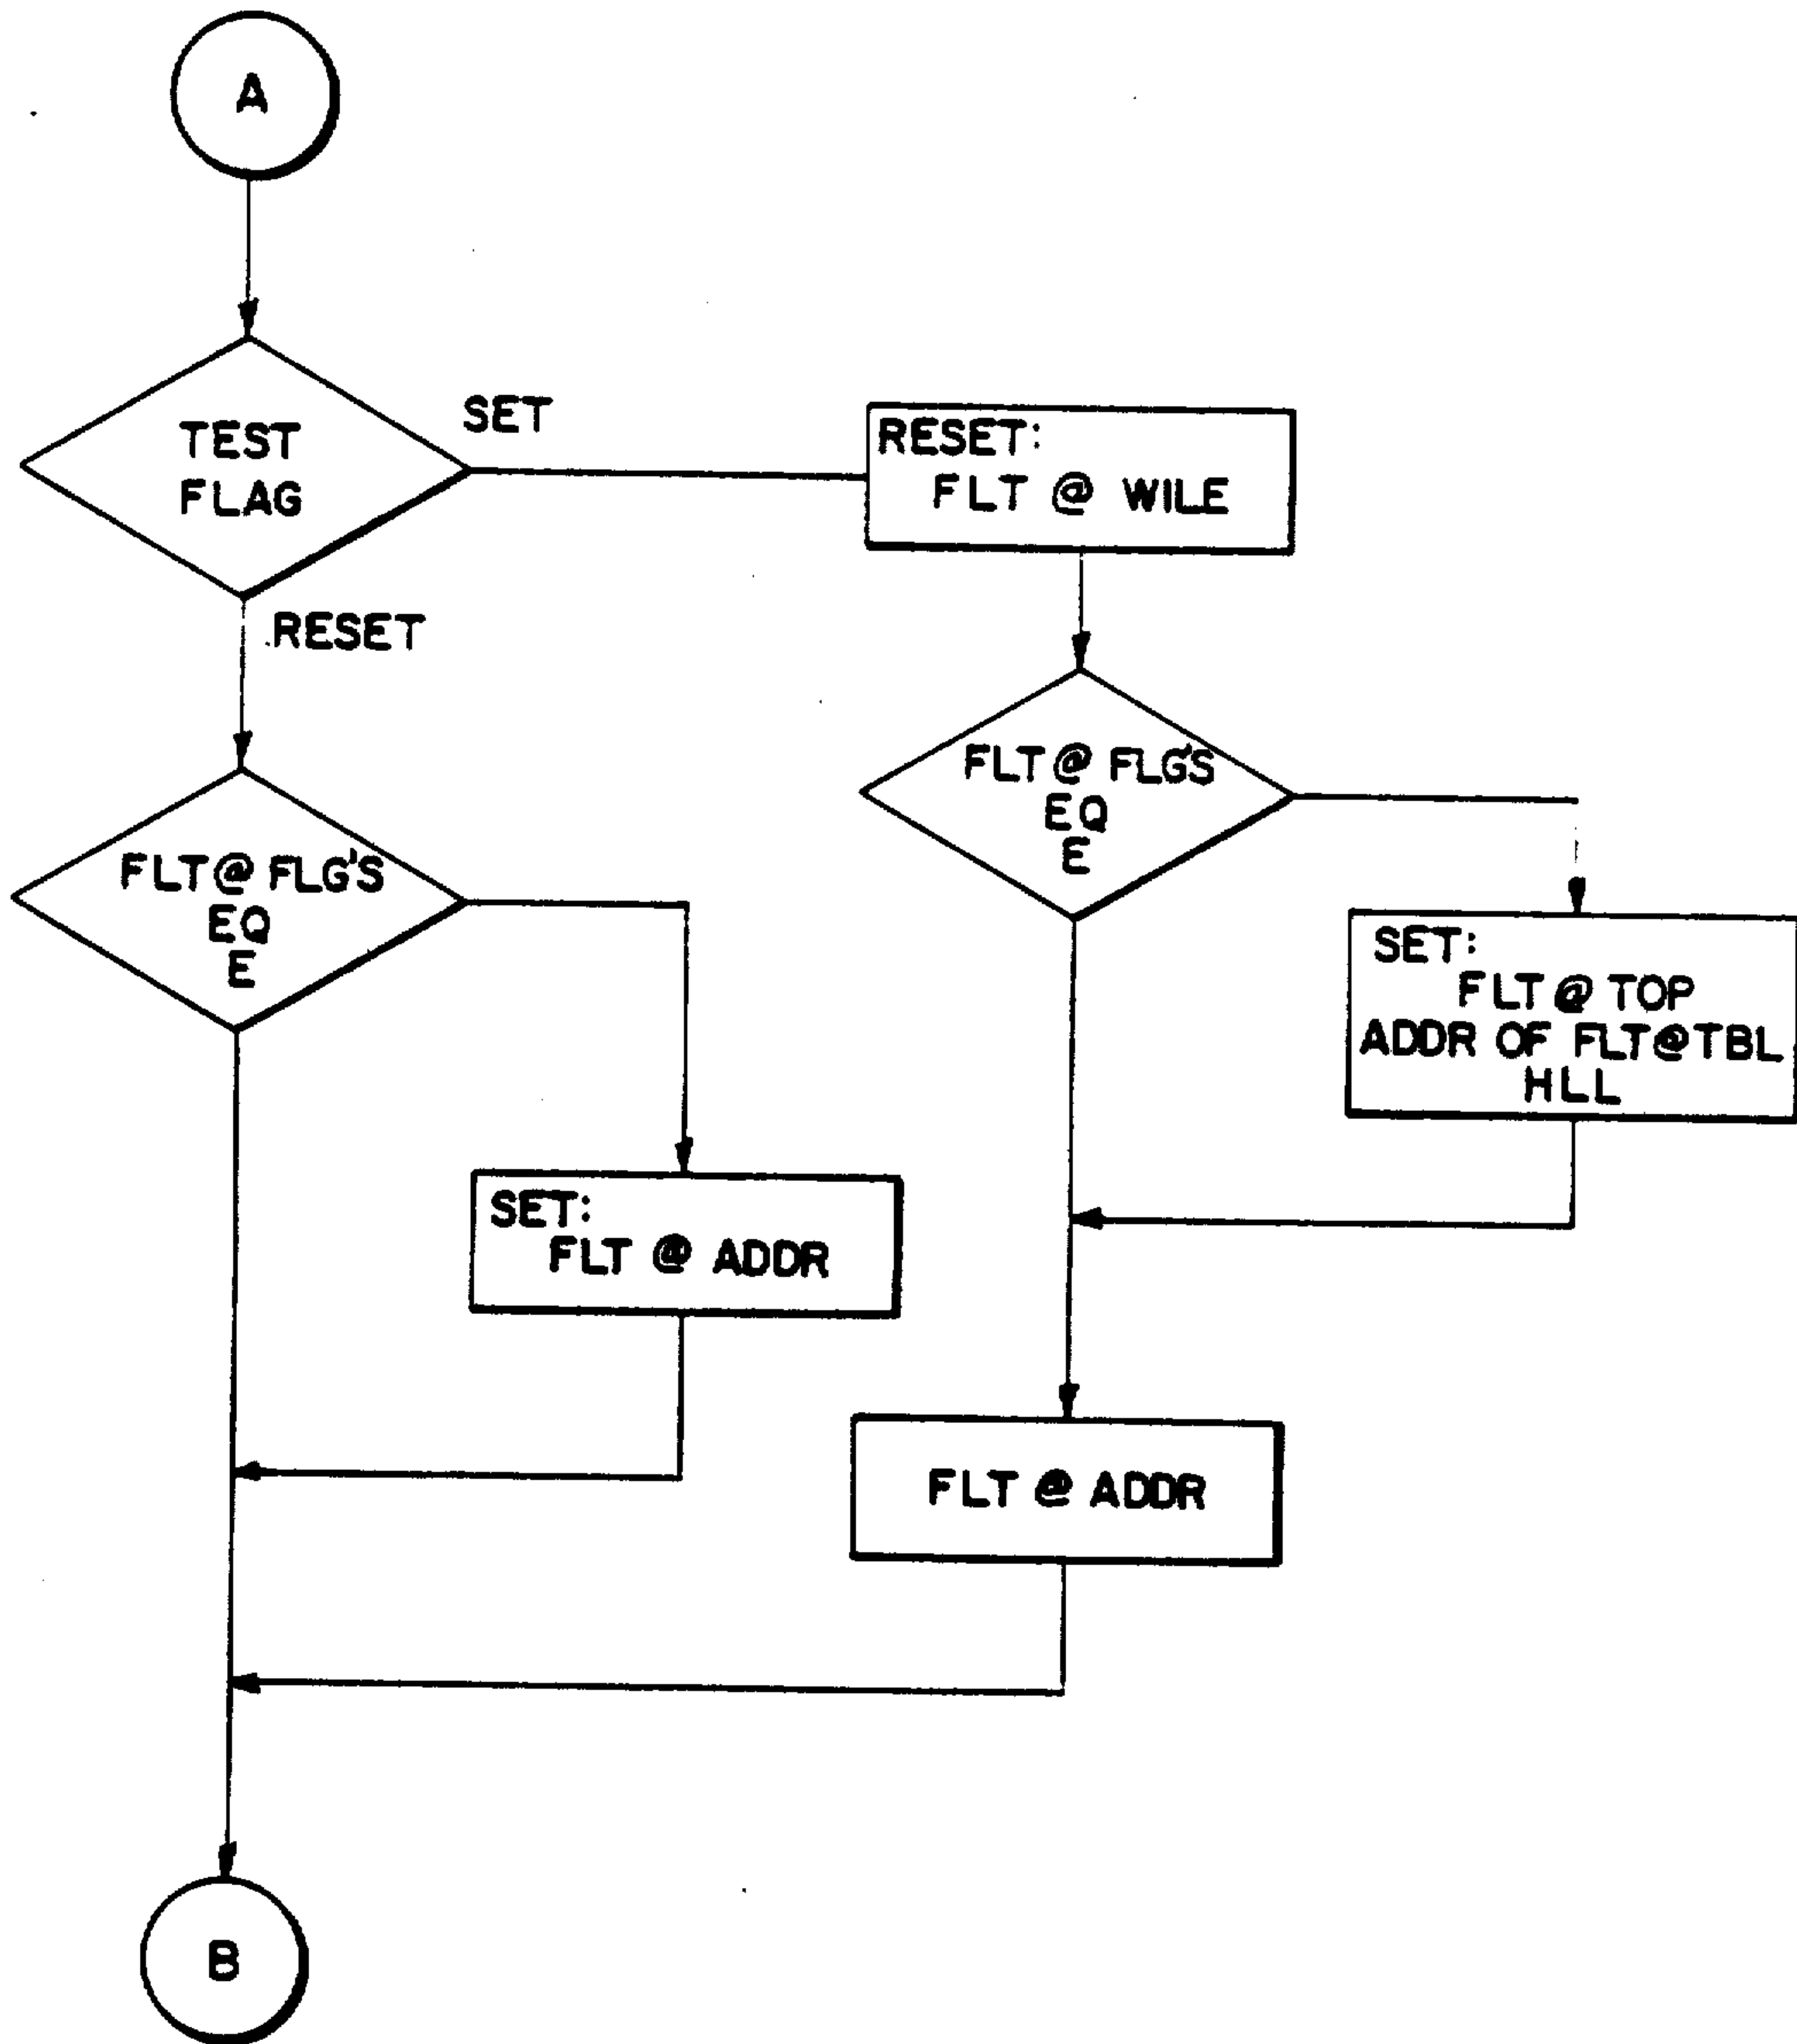 A
TEST
FLAG
SET
RESET:
FLT @ WILE
RESET
FLT @ FLG'S
EQ
E
FLT @ FLG'S
EQ
E
SET:
FLT @ TOP
ADDR OF FLT@TBL
HLL
SET:
FLT @ ADDR
FLT @ ADDR
B